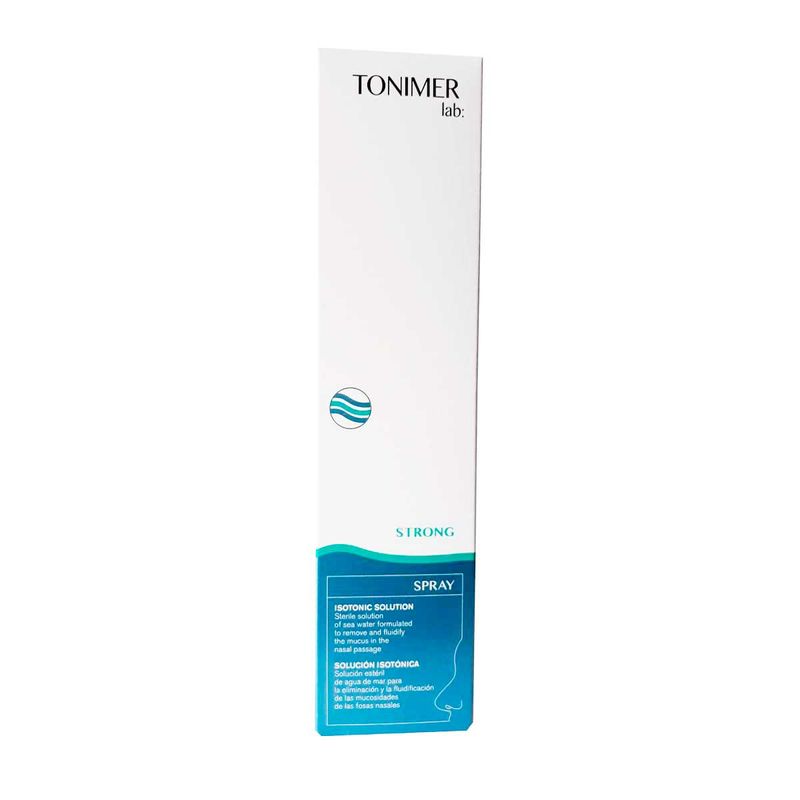 TONIMER
lab:
STRONG
SPRAY
ISOTONIC SOLUTION
Sterile solution
of sea water formulated
to remove and fluidify
the mucus in the
nasal passage
SOLUCIÓN ISOTÓNICA
Solución estéril
de agua de mar para
la eliminación y la fluidificación
de las mucosidades
de las fosas nasales